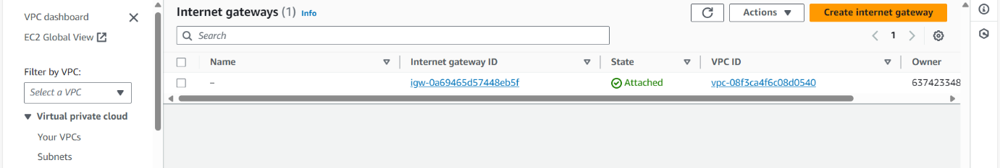 VPC dashboard
EC2 Global View
Filter by VPC:
Select a VPC
Virtual private cloud
Your VPCs
Subnets
Internet gateways (1) Info
Actions
Create internet gateway
Search
1
Name Internet gateway ID State VPC ID Owner
– igw-0a69465d57448eb5f Attached vpc-08f3ca4f6c08d0540 637423348